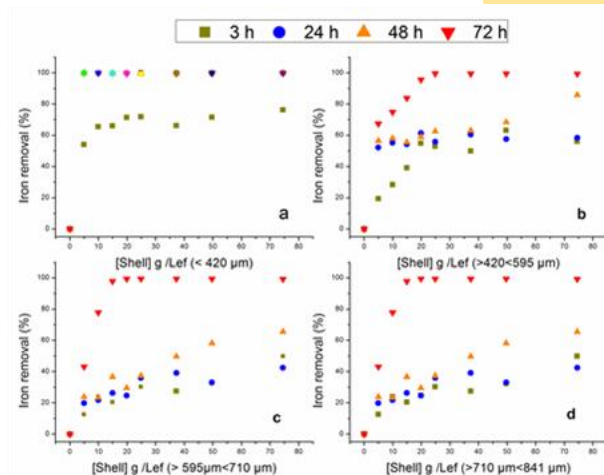 3 h 24 h 48 h 72 h
Iron removal (%)
100
80
60
40
20
0
a
0 10 20 30 40 50 60 70 80
[Shell] g /Lef (< 420 µm)
Iron removal (%)
100
80
60
40
20
0
b
0 10 20 30 40 50 60 70 80
[Shell] g /Lef (>420<595 µm)
Iron removal (%)
100
80
60
40
20
0
c
0 10 20 30 40 50 60 70 80
[Shell] g /Lef (> 595µm<710 µm)
Iron removal (%)
100
80
60
40
20
0
d
0 10 20 30 40 50 60 70 80
[Shell] g /Lef (>710 µm<841 µm)